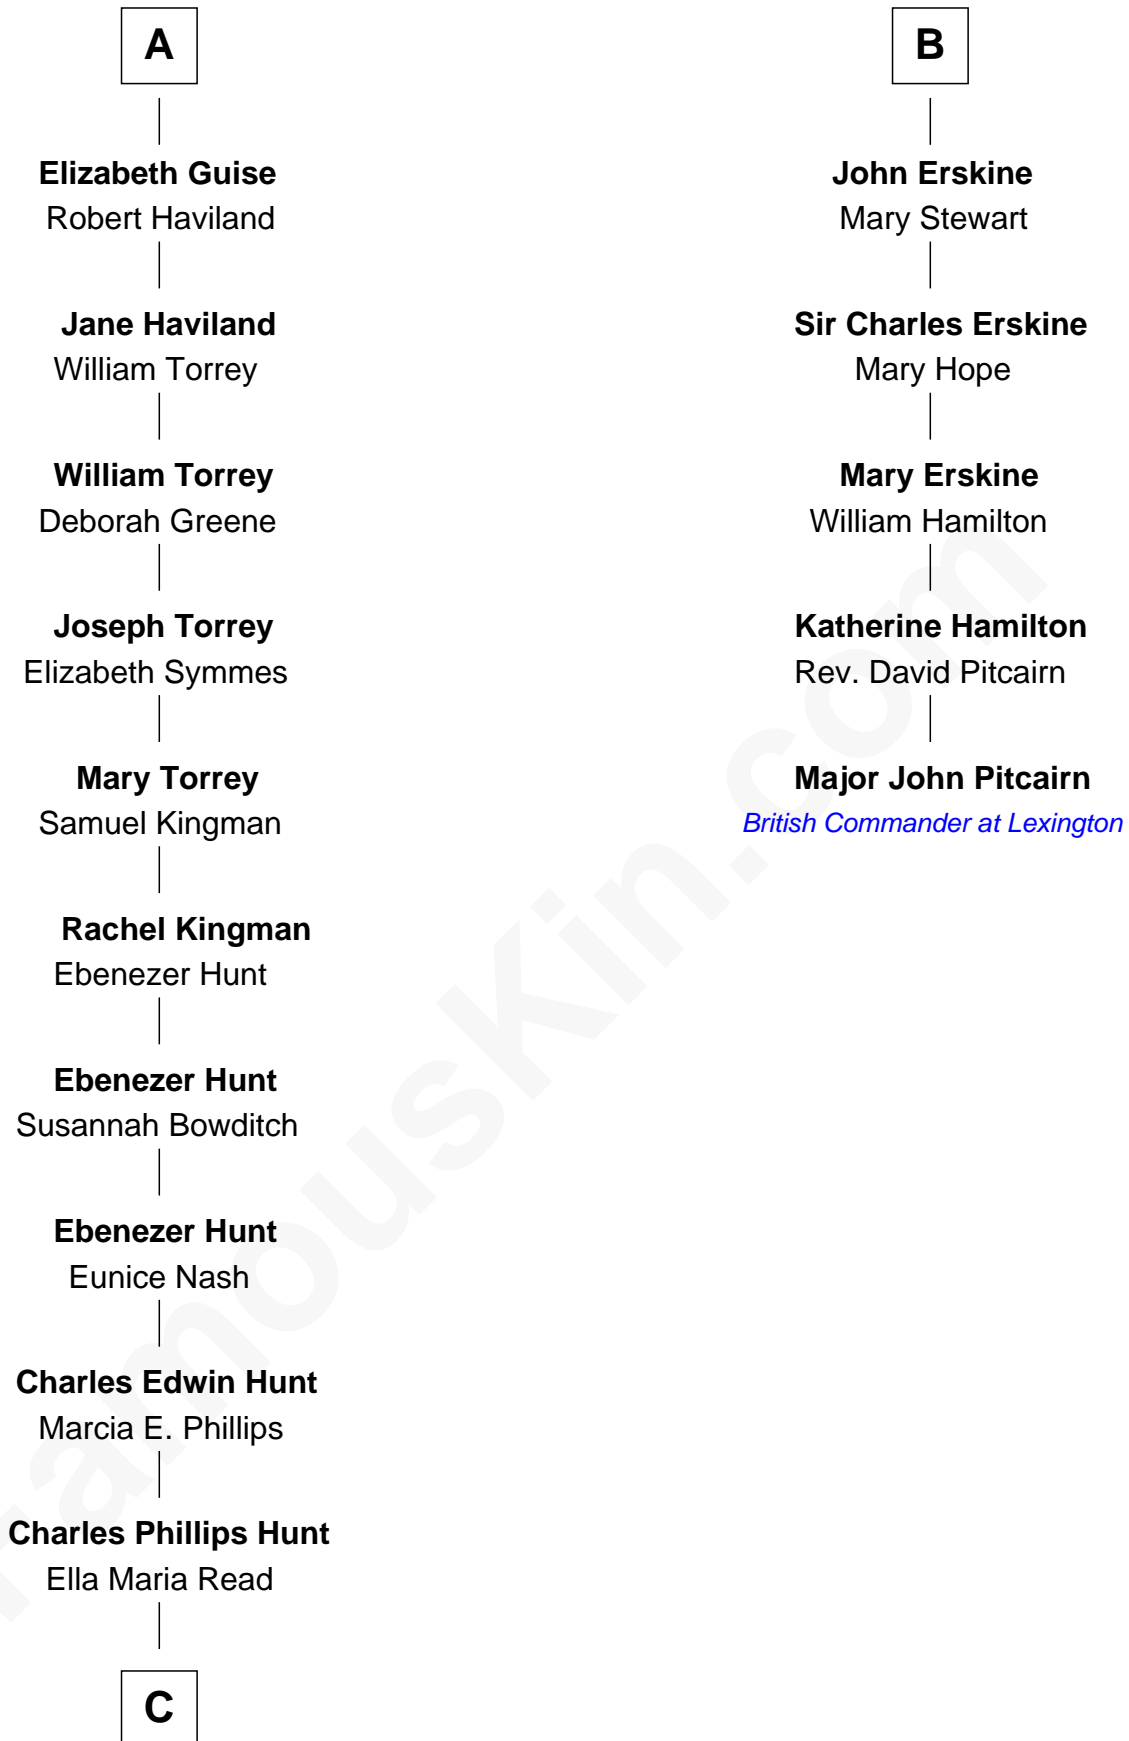 A
Elizabeth Guise
Robert Haviland
Jane Haviland
William Torrey
William Torrey
Deborah Greene
Joseph Torrey
Elizabeth Symmes
Mary Torrey
Samuel Kingman
Rachel Kingman
Ebenezer Hunt
Ebenezer Hunt
Susannah Bowditch
Ebenezer Hunt
Eunice Nash
Charles Edwin Hunt
Marcia E. Phillips
Charles Phillips Hunt
Ella Maria Read
C
B
John Erskine
Mary Stewart
Sir Charles Erskine
Mary Hope
Mary Erskine
William Hamilton
Katherine Hamilton
Rev. David Pitcairn
Major John Pitcairn
British Commander at Lexington
FamousKin.com